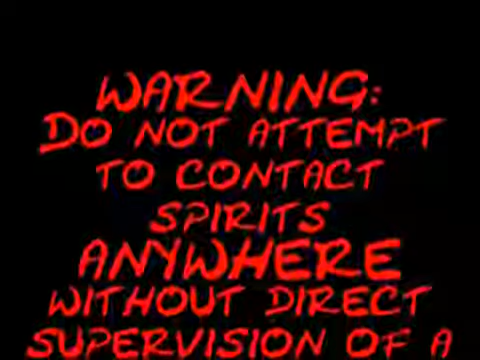 WARNING:
DO NOT ATTEMPT
TO CONTACT
SPIRITS
ANYWHERE
WITHOUT DIRECT
SUPERVISION OF A